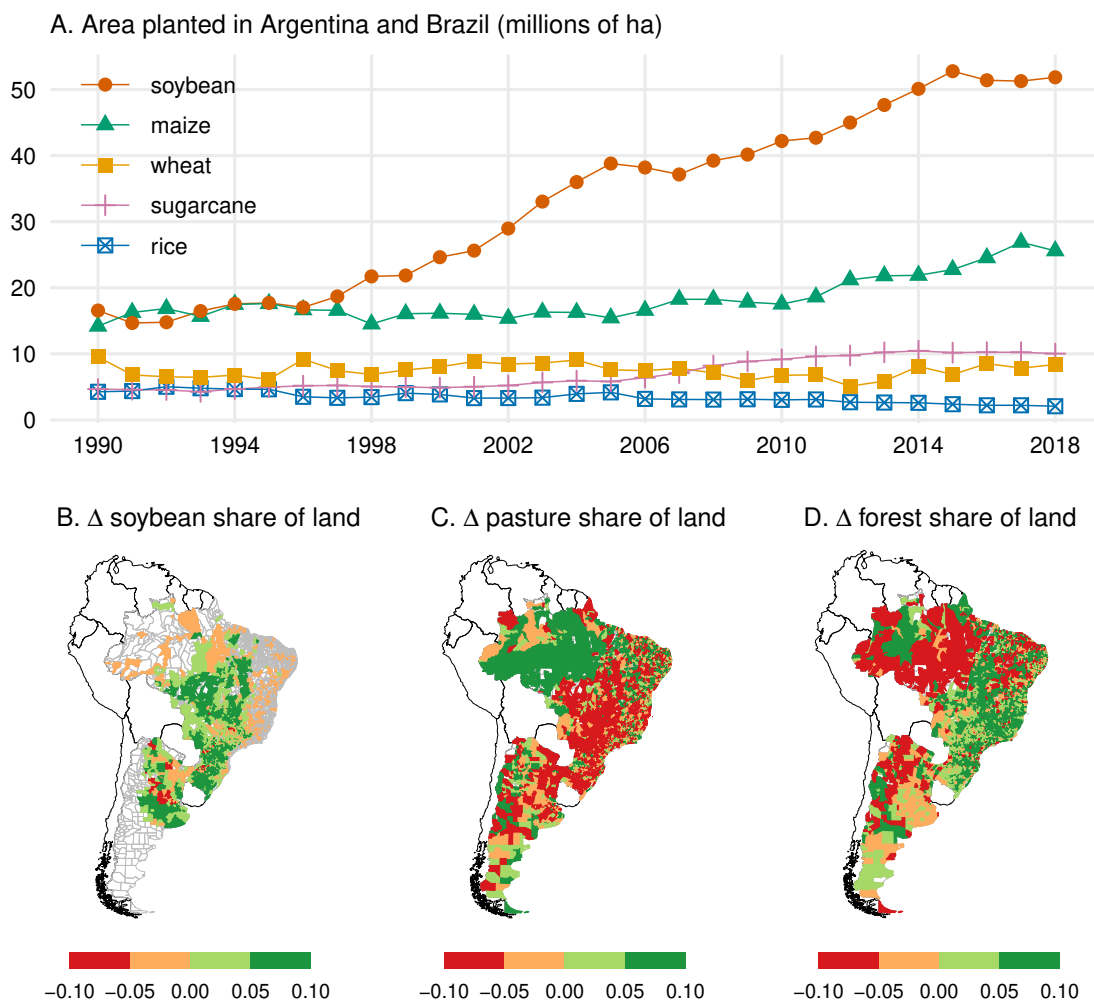 A. Area planted in Argentina and Brazil (millions of ha)
50
40
30
20
10
0
soybean
maize
wheat
sugarcane
rice
1990 1994 1998 2002 2006 2010 2014 2018
B. Δ soybean share of land C. Δ pasture share of land D. Δ forest share of land
−0.10 −0.05 0.00 0.05 0.10 −0.10 −0.05 0.00 0.05 0.10 −0.10 −0.05 0.00 0.05 0.10